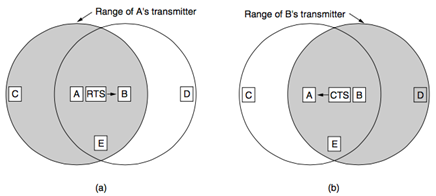 Range of A's transmitter
C A RTS B D
E
(a)
Range of B's transmitter
C A CTS B D
E
(b)